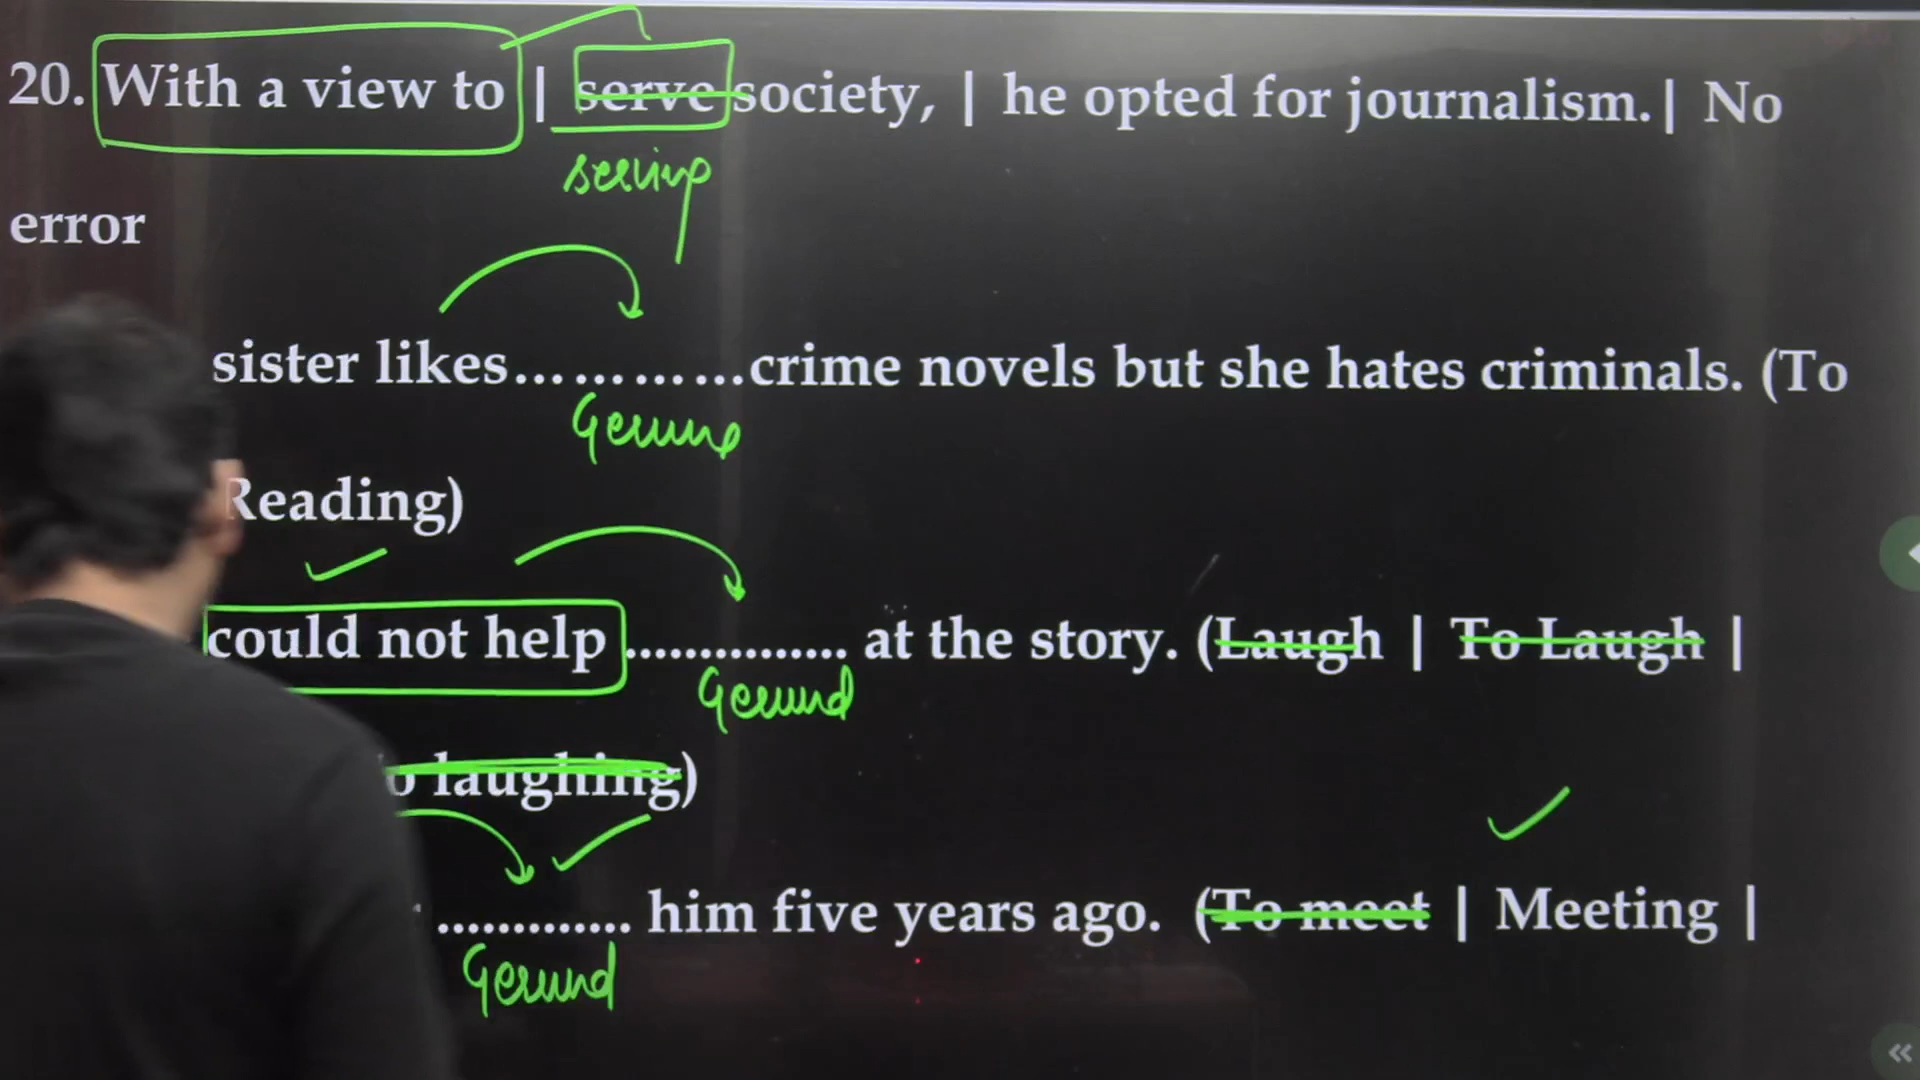 20. With a view to | serve society, | he opted for journalism. | No
serving
error
sister likes............crime novels but she hates criminals. (To
Gerund
Reading)
could not help ............... at the story. (Laugh | To Laugh |
Gerund
o laughing)
............. him five years ago. (To meet | Meeting |
Gerund